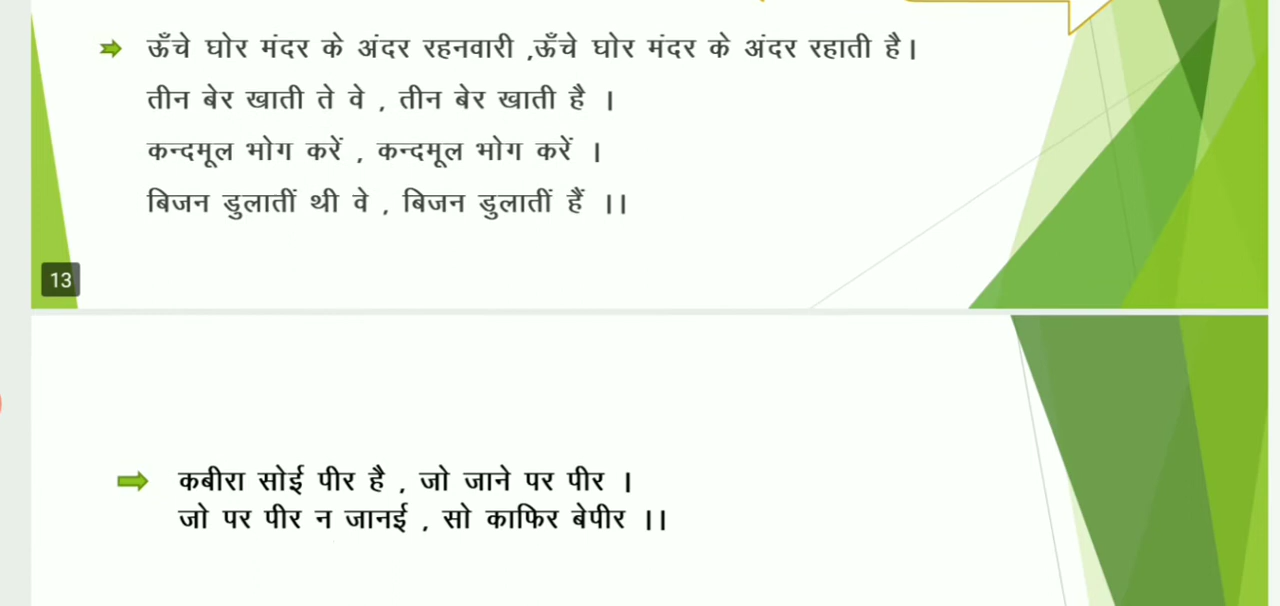 ऊँचे घोर मंदर के अंदर रहनवारी ,ऊँचे घोर मंदर के अंदर रहाती है।
तीन बेर खाती ते वे , तीन बेर खाती है ।
कन्दमूल भोग करें , कन्दमूल भोग करें ।
बिजन डुलातीं थी वे , बिजन डुलातीं हैं ।।
13
कबीरा सोई पीर है , जो जाने पर पीर ।
जो पर पीर न जानई , सो काफिर बेपीर ।।